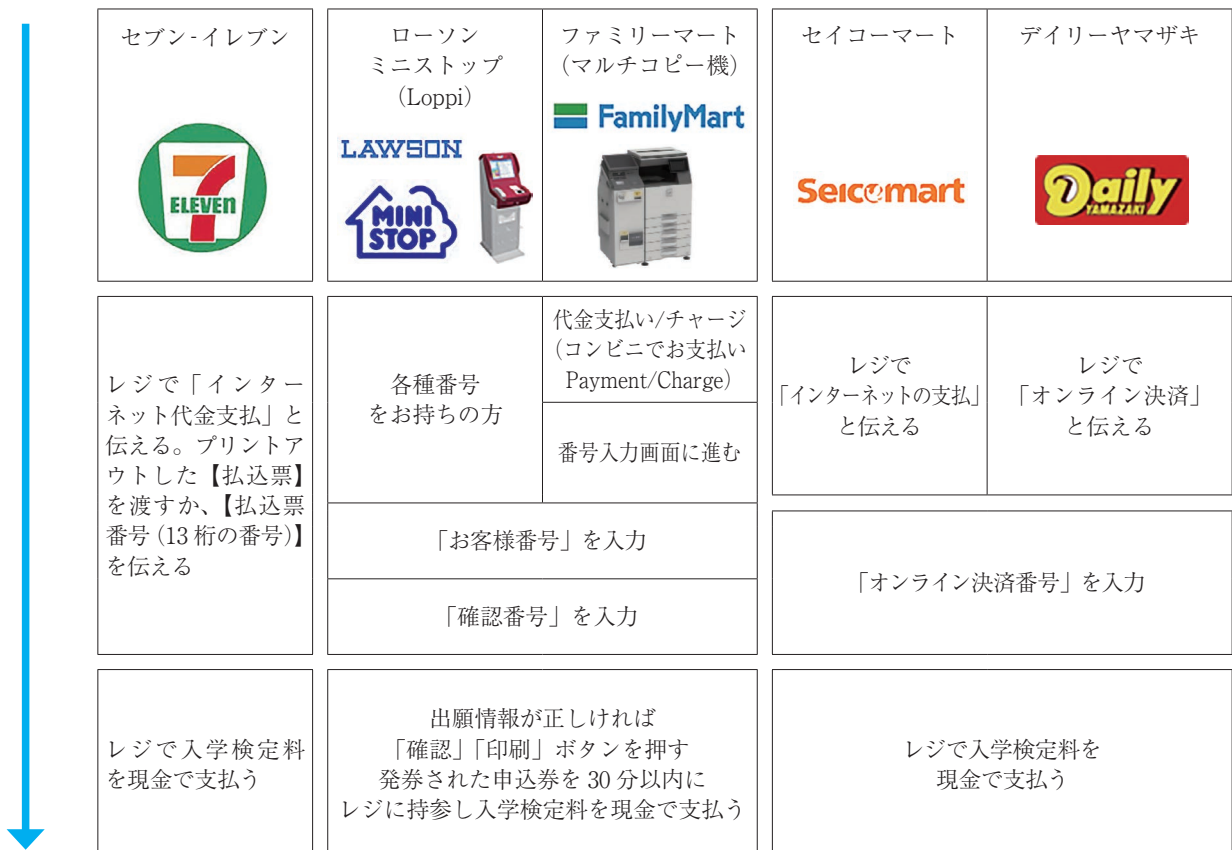 セブン‐イレブン
7
ELEVEn
ローソン
ミニストップ
（Loppi）
LAWSON
MINI
STOP
ファミリーマート
（マルチコピー機）
FamilyMart
セイコーマート
Seicomart
デイリーヤマザキ
Daily
YAMAZAKI
レジで「インター
ネット代金支払」と
伝える。プリントア
ウトした【払込票】
を渡すか、【払込票
番号（13 桁の番号）】
を伝える
各種番号
をお持ちの方
代金支払い/チャージ
（コンビニでお支払い
Payment/Charge）
番号入力画面に進む
「お客様番号」を入力
「確認番号」を入力
レジで
「インターネットの支払」
と伝える
レジで
「オンライン決済」
と伝える
「オンライン決済番号」を入力
レジで入学検定料
を現金で支払う
出願情報が正しければ
「確認」「印刷」ボタンを押す
発券された申込券を 30 分以内に
レジに持参し入学検定料を現金で支払う
レジで入学検定料を
現金で支払う